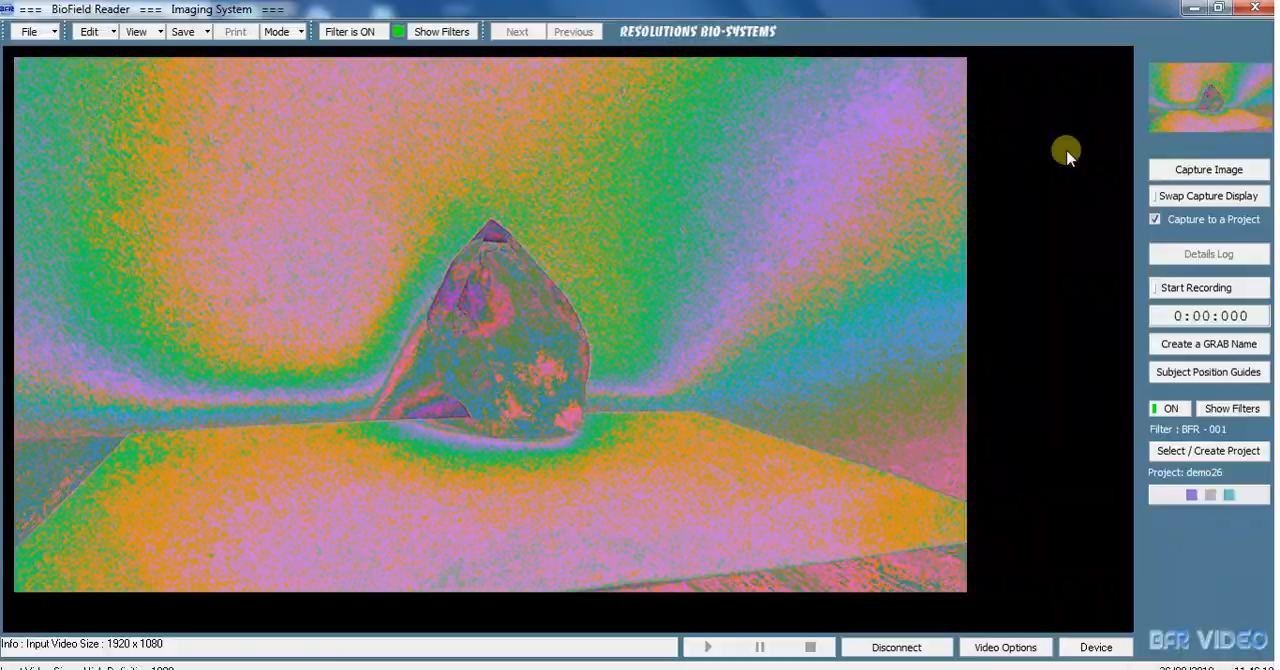 === BioField Reader === Imaging System ===
File Edit View Save Print Mode Filter is ON Show Filters Next Previous RESOLUTIONS BIO-SYSTEMS
Capture Image
Swap Capture Display
Capture to a Project
Details Log
Start Recording
0:00:000
Create a GRAB Name
Subject Position Guides
ON Show Filters
Filter : BFR - 001
Select / Create Project
Project: demo26
BFR VIDEO
Info : Input Video Size : 1920 x 1080
Disconnect Video Options Device